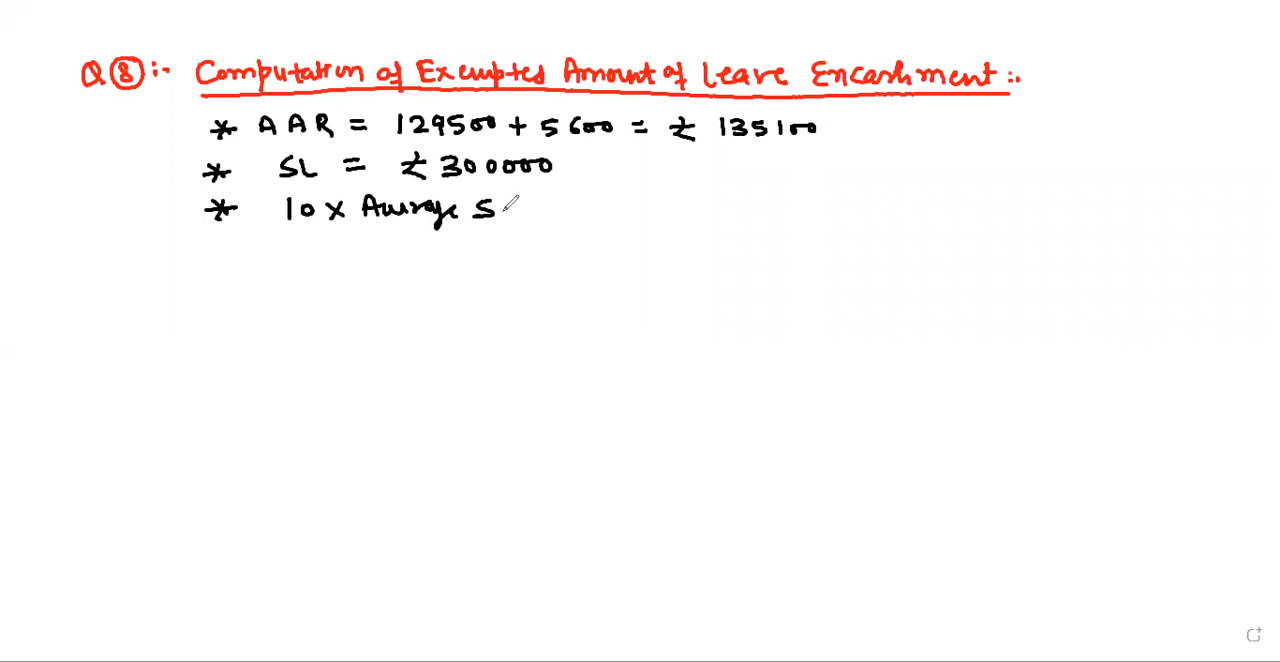 Q ⑧:- Computation of Exempted Amount of Leave Encashment:.
* AAR = 129500 + 5600 = ₹ 135100
* SL = ₹ 300000
* 10 x Average S